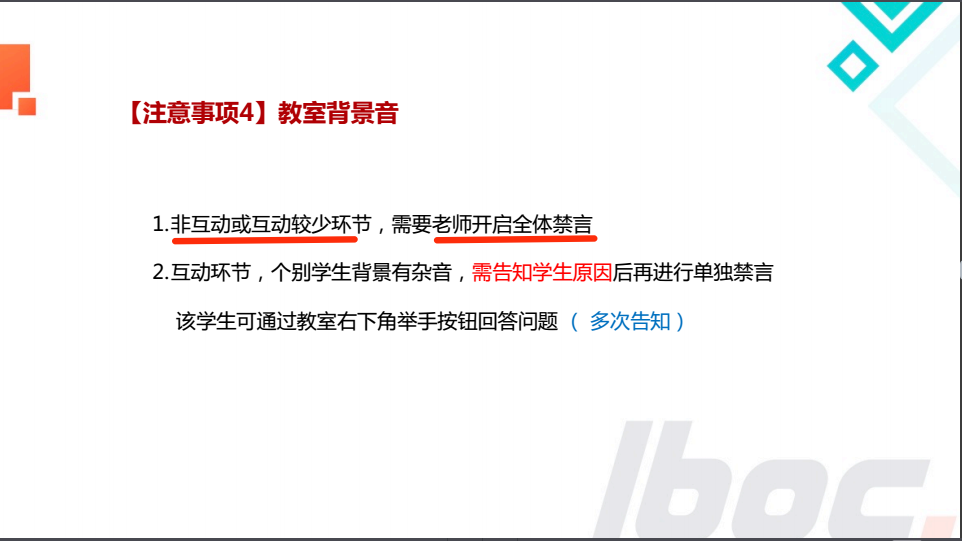 【注意事项4】教室背景音
1.非互动或互动较少环节，需要老师开启全体禁言
2.互动环节，个别学生背景有杂音，需告知学生原因后再进行单独禁言
该学生可通过教室右下角举手按钮回答问题（ 多次告知）
lboc